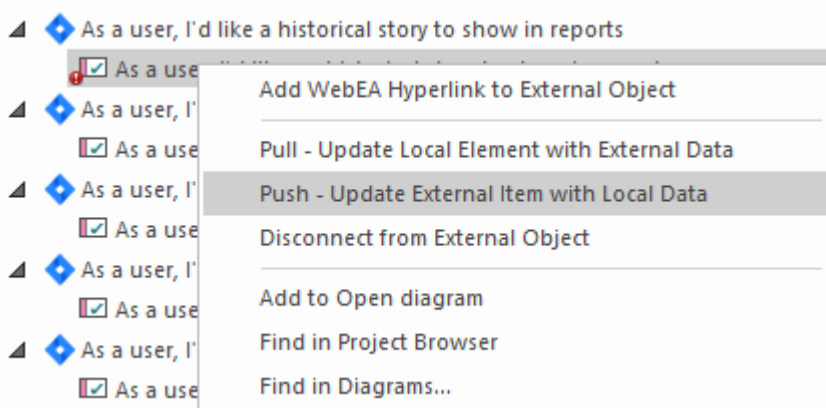 As a user, I'd like a historical story to show in reports
As a use
Add WebEA Hyperlink to External Object
As a user, I'
As a use
Pull - Update Local Element with External Data
As a user, I'
Push - Update External Item with Local Data
As a use
Disconnect from External Object
As a user, I'
As a use
Add to Open diagram
Find in Project Browser
As a user, I'
As a use
Find in Diagrams...